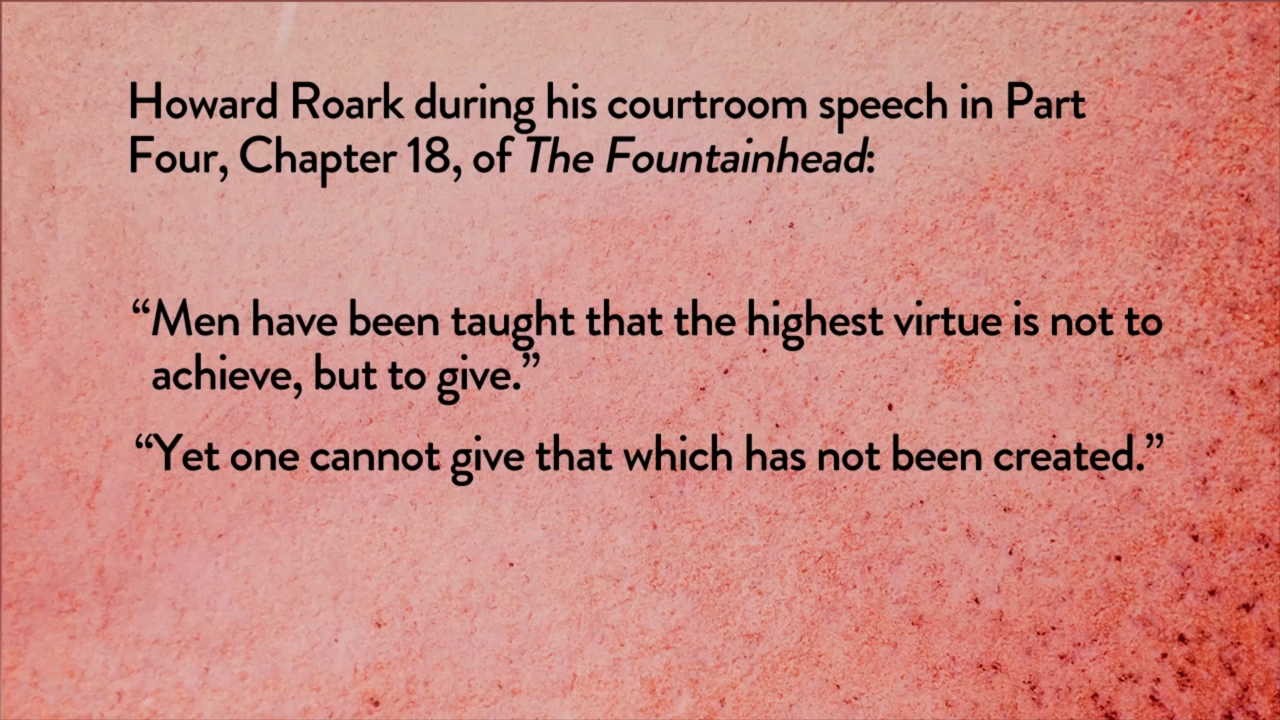 Howard Roark during his courtroom speech in Part
Four, Chapter 18, of The Fountainhead:
“Men have been taught that the highest virtue is not to
achieve, but to give.”
“Yet one cannot give that which has not been created.”